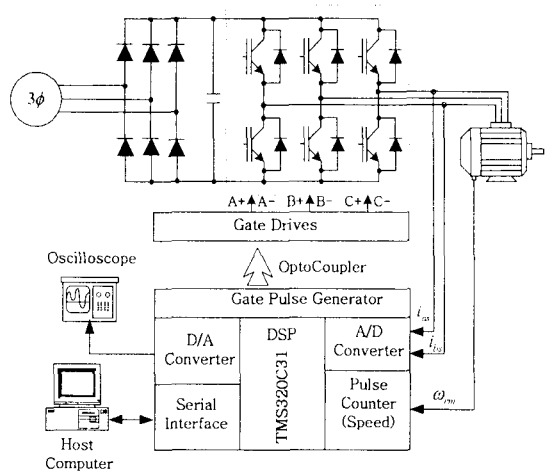 3ϕ
A+ A- B+ B- C+ C-
Gate Drives
OptoCoupler
Oscilloscope
Gate Pulse Generator
D/A
Converter
DSP
TMS320C31
A/D
Converter
i_as
i_bs
Serial
Interface
Pulse
Counter
(Speed)
ω_rm
Host
Computer